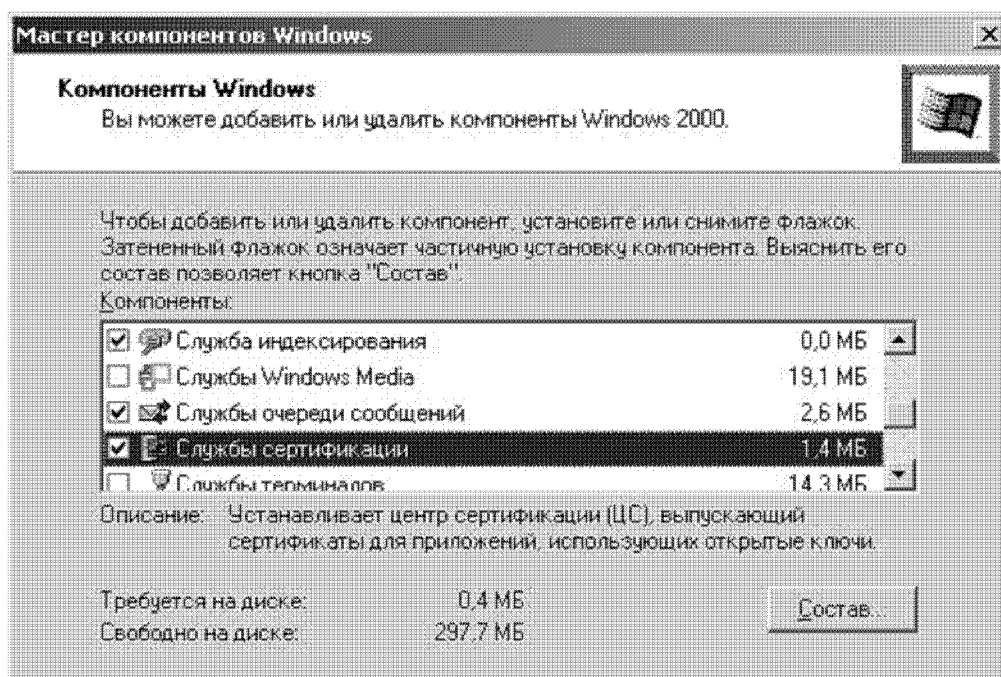 Мастер компонентов Windows
Компоненты Windows
Вы можете добавить или удалить компоненты Windows 2000.
Чтобы добавить или удалить компонент, установите или снимите флажок.
Затененный флажок означает частичную установку компонента. Выяснить его
состав позволяет кнопка "Состав".
Компоненты:
Служба индексирования 0,0 МБ
Службы Windows Media 19,1 МБ
Службы очереди сообщений 2,6 МБ
Службы сертификации 1,4 МБ
Службы терминалов 14,3 МБ
Описание: Устанавливает центр сертификации (ЦС), выпускающий
сертификаты для приложений, использующих открытые ключи.
Требуется на диске: 0,4 МБ
Свободно на диске: 297,7 МБ
Состав...